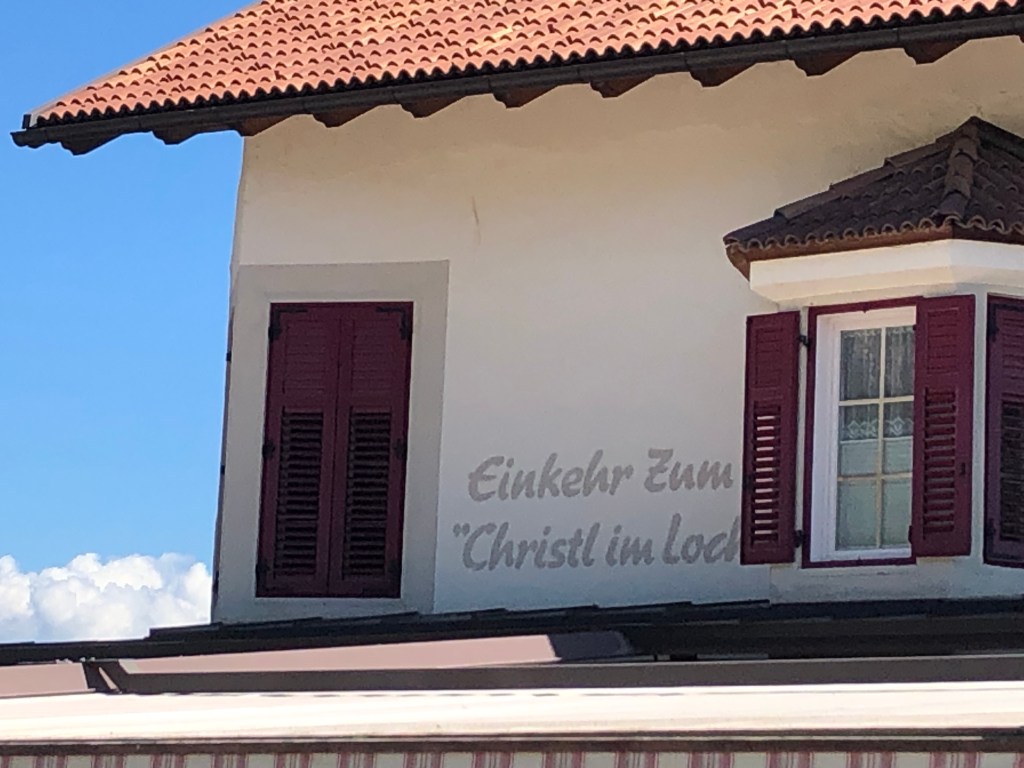 Einkehr Zum
"Christl im Loch